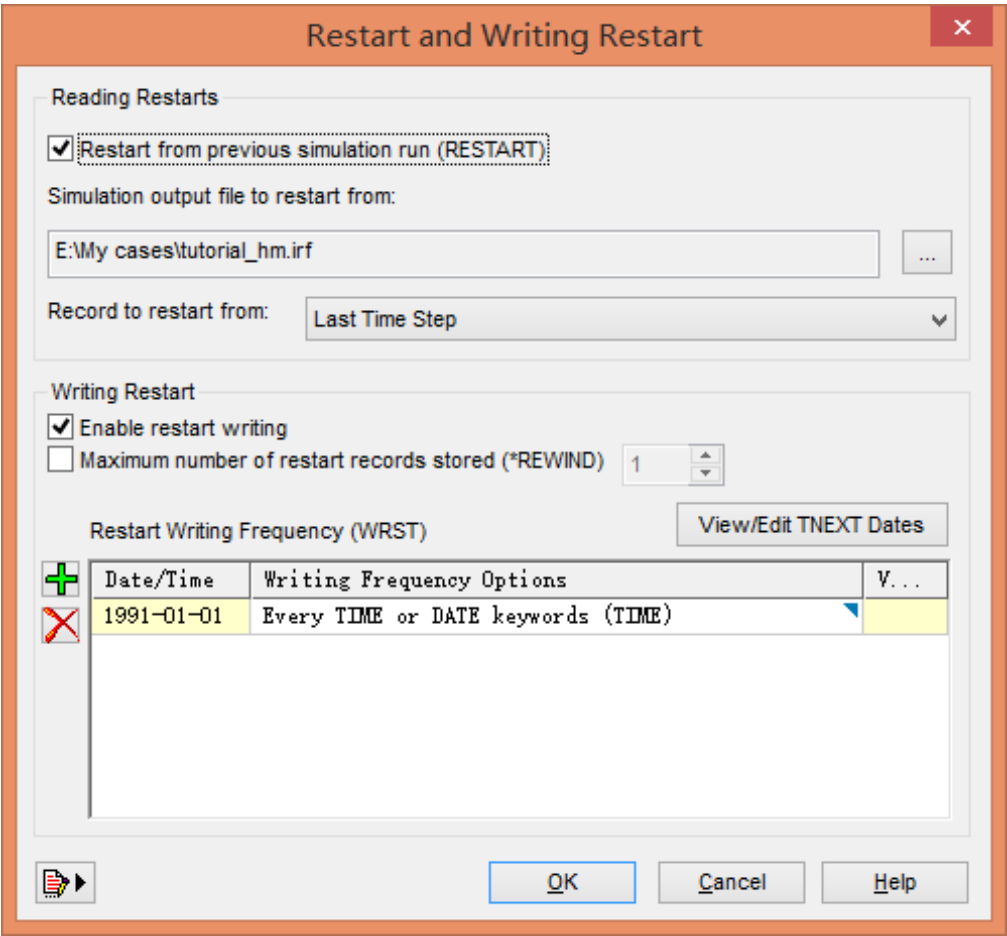 Restart and Writing Restart
Reading Restarts
Restart from previous simulation run (RESTART)
Simulation output file to restart from:
E:\My cases\tutorial_hm.irf
...
Record to restart from:
Last Time Step
Writing Restart
Enable restart writing
Maximum number of restart records stored (*REWIND)
1
Restart Writing Frequency (WRST)
View/Edit TNEXT Dates
Date/Time Writing Frequency Options V...
1991-01-01 Every TIME or DATE keywords (TIME)
OK
Cancel
Help